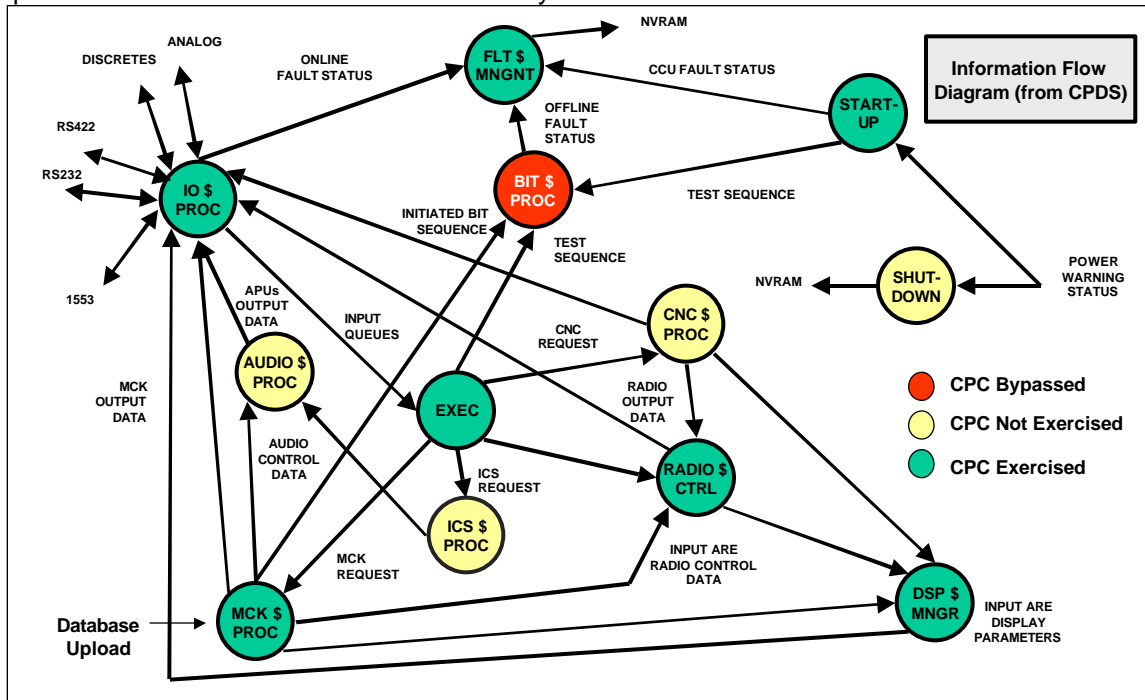 NVRAM
ANALOG
DISCRETES
ONLINE
FAULT STATUS
FLT $
MNGNT
CCU FAULT STATUS
Information Flow
Diagram (from CPDS)
START-
UP
OFFLINE
FAULT
STATUS
RS422
RS232
IO $
PROC
BIT $
PROC
TEST SEQUENCE
INITIATED BIT
SEQUENCE
TEST
SEQUENCE
1553
POWER
WARNING
STATUS
NVRAM
SHUT-
DOWN
APUs
OUTPUT
DATA
INPUT
QUEUES
CNC $
PROC
CNC
REQUEST
AUDIO $
PROC
MCK
OUTPUT
DATA
EXEC
RADIO
OUTPUT
DATA
CPC Bypassed
CPC Not Exercised
CPC Exercised
AUDIO
CONTROL
DATA
ICS
REQUEST
RADIO $
CTRL
ICS $
PROC
MCK
REQUEST
INPUT ARE
RADIO CONTROL
DATA
MCK $
PROC
DSP $
MNGR
INPUT ARE
DISPLAY
PARAMETERS
Database
Upload